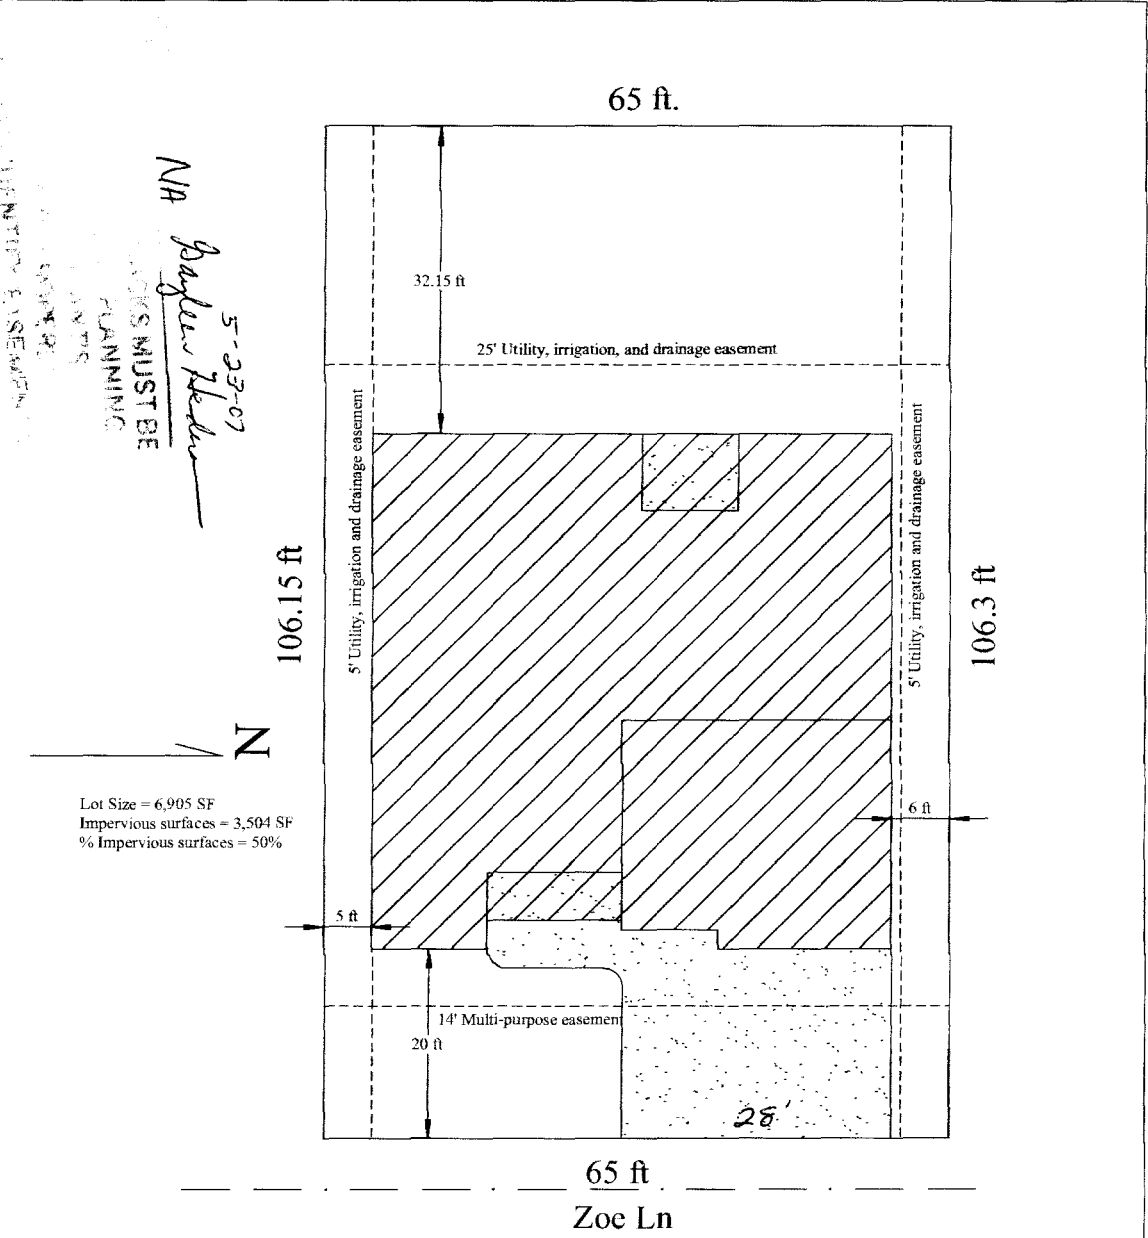 65 ft.
32.15 ft
25' Utility, irrigation, and drainage easement
NA
5-23-07
MUST BE
PLANNING
5' Utility, irrigation and drainage easement
5' Utility, irrigation and drainage easement
106.15 ft
106.3 ft
N
Lot Size = 6,905 SF
Impervious surfaces = 3,504 SF
% Impervious surfaces = 50%
6 ft
5 ft
14' Multi-purpose easement
20 ft
28'
65 ft
Zoe Ln